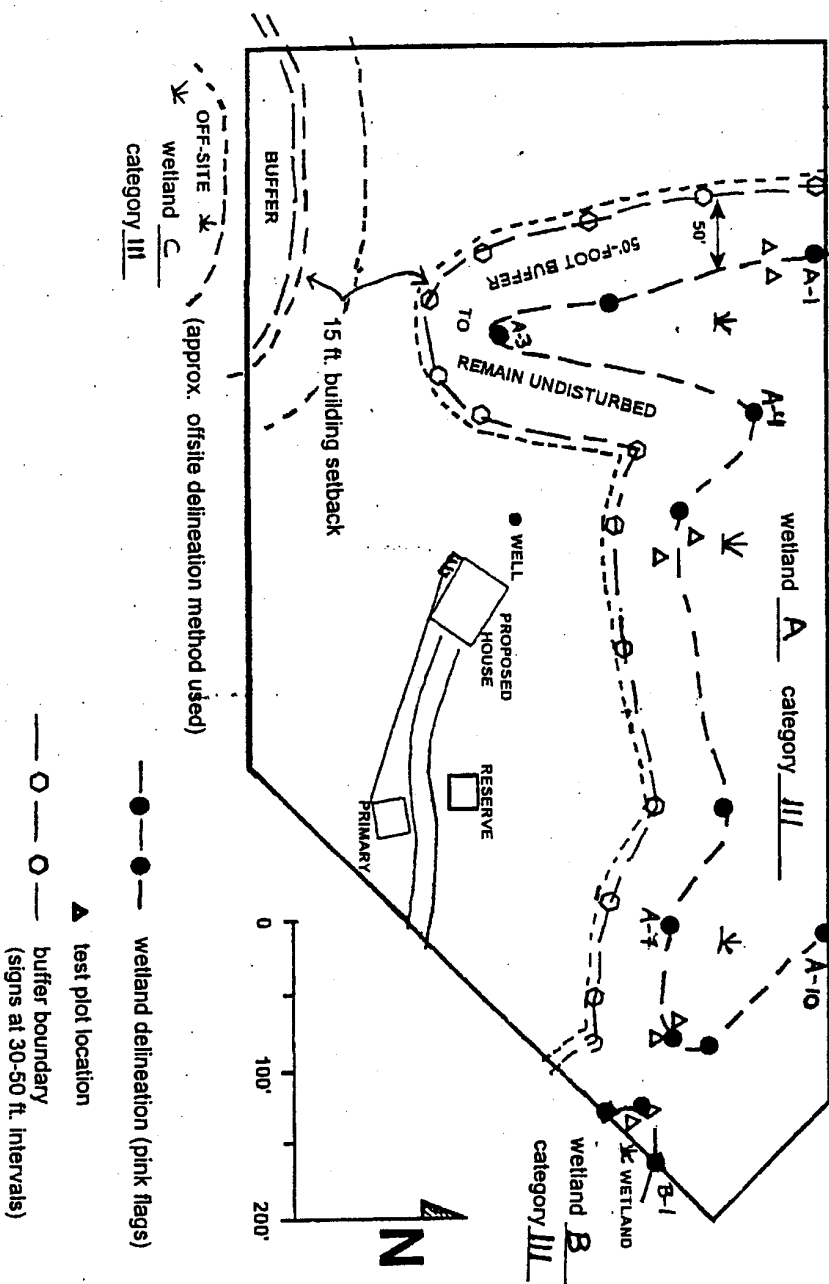 A-1
A-3
A-4
A-7
A-10
B-1
50'
50'-FOOT BUFFER
TO
REMAIN UNDISTURBED
wetland A category III
WETLAND
wetland B
category III
WELL
PROPOSED
HOUSE
RESERVE
PRIMARY
15 ft. building setback
BUFFER
OFF-SITE
wetland C
category III
(approx. offsite delineation method used)
0
100'
200'
N
wetland delineation (pink flags)
test plot location
buffer boundary
(signs at 30-50 ft. intervals)